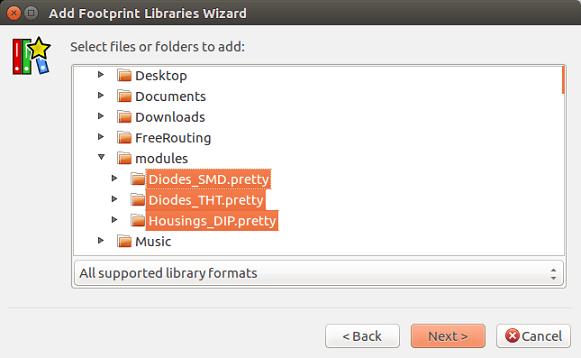 Add Footprint Libraries Wizard
Select files or folders to add:
Desktop
Documents
Downloads
FreeRouting
modules
Diodes_SMD.pretty
Diodes_THT.pretty
Housings_DIP.pretty
Music
All supported library formats
< Back Next > Cancel